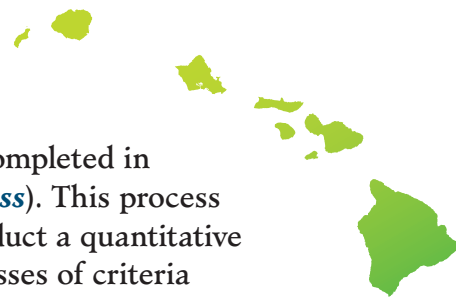 ompleted in
ss). This process
duct a quantitative
sses of criteria